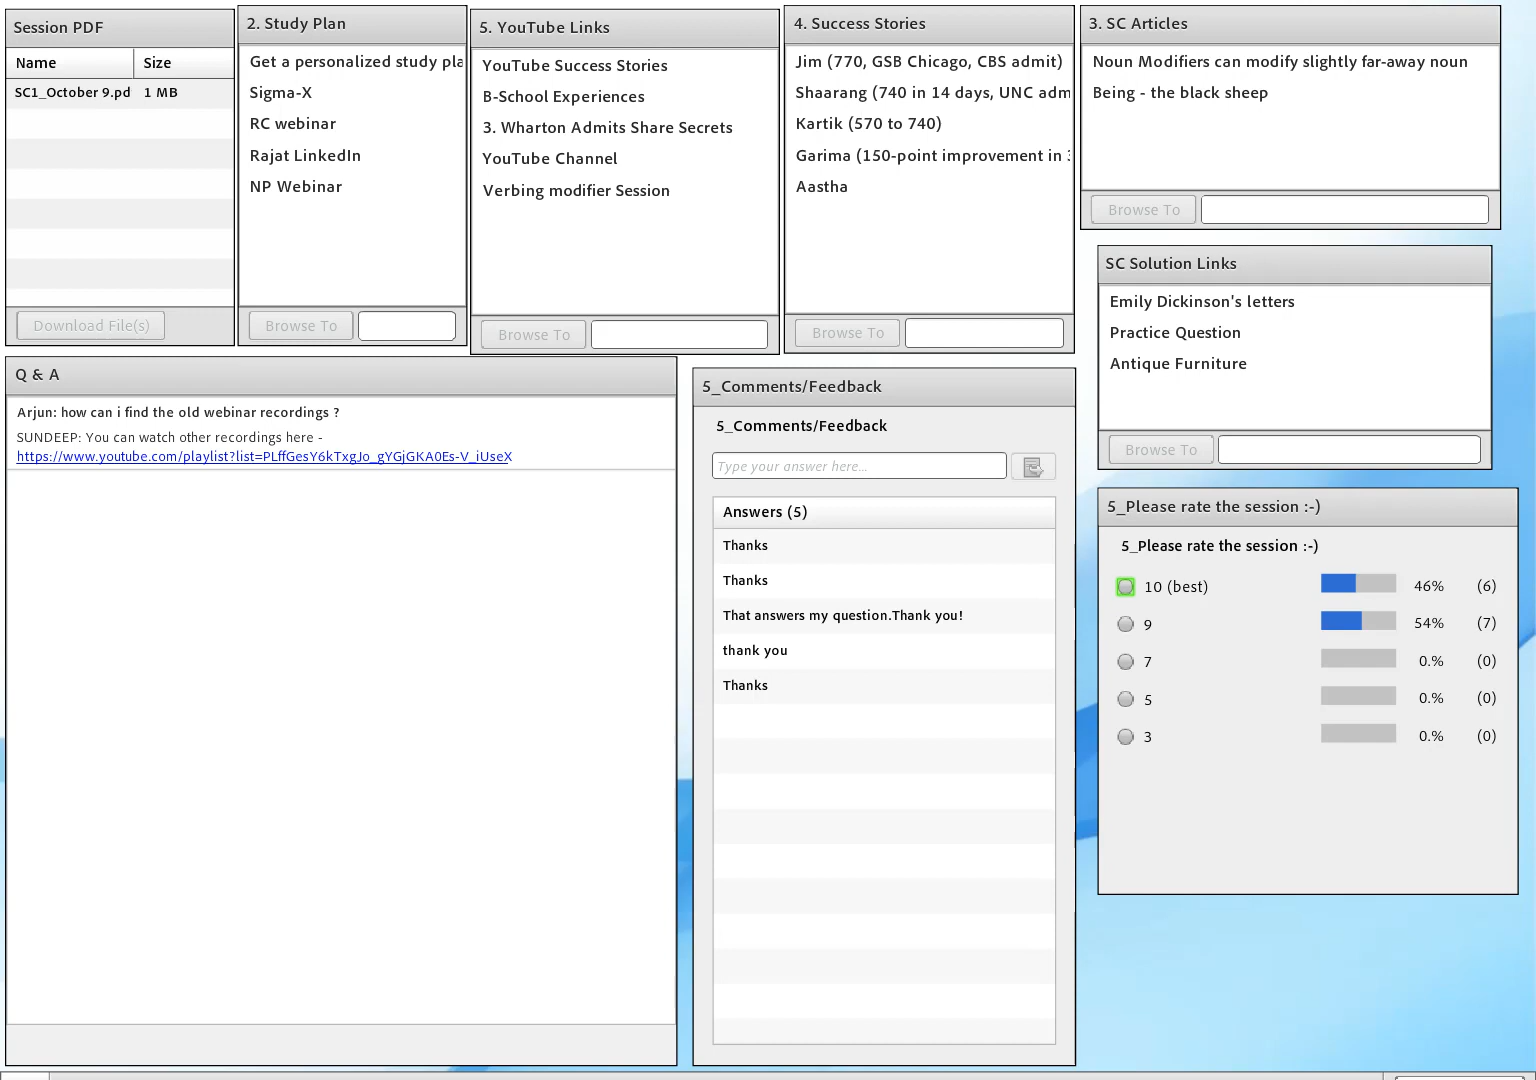 Session PDF
Name Size
SC1_October 9.pd 1 MB
Download File(s)
2. Study Plan
Get a personalized study pla
Sigma-X
RC webinar
Rajat LinkedIn
NP Webinar
Browse To
5. YouTube Links
YouTube Success Stories
B-School Experiences
3. Wharton Admits Share Secrets
YouTube Channel
Verbing modifier Session
Browse To
4. Success Stories
Jim (770, GSB Chicago, CBS admit)
Shaarang (740 in 14 days, UNC adm
Kartik (570 to 740)
Garima (150-point improvement in
Aastha
Browse To
3. SC Articles
Noun Modifiers can modify slightly far-away noun
Being - the black sheep
Browse To
SC Solution Links
Emily Dickinson's letters
Practice Question
Antique Furniture
Browse To
Q & A
Arjun: how can i find the old webinar recordings ?
SUNDEEP: You can watch other recordings here -
https://www.youtube.com/playlist?list=PLffGesY6kTxgJo_gYGjGKA0Es-V_iUseX
5_Comments/Feedback
5_Comments/Feedback
Type your answer here...
Answers (5)
Thanks
Thanks
That answers my question.Thank you!
thank you
Thanks
5_Please rate the session :-)
5_Please rate the session :-)
10 (best) 46% (6)
9 54% (7)
7 0.% (0)
5 0.% (0)
3 0.% (0)